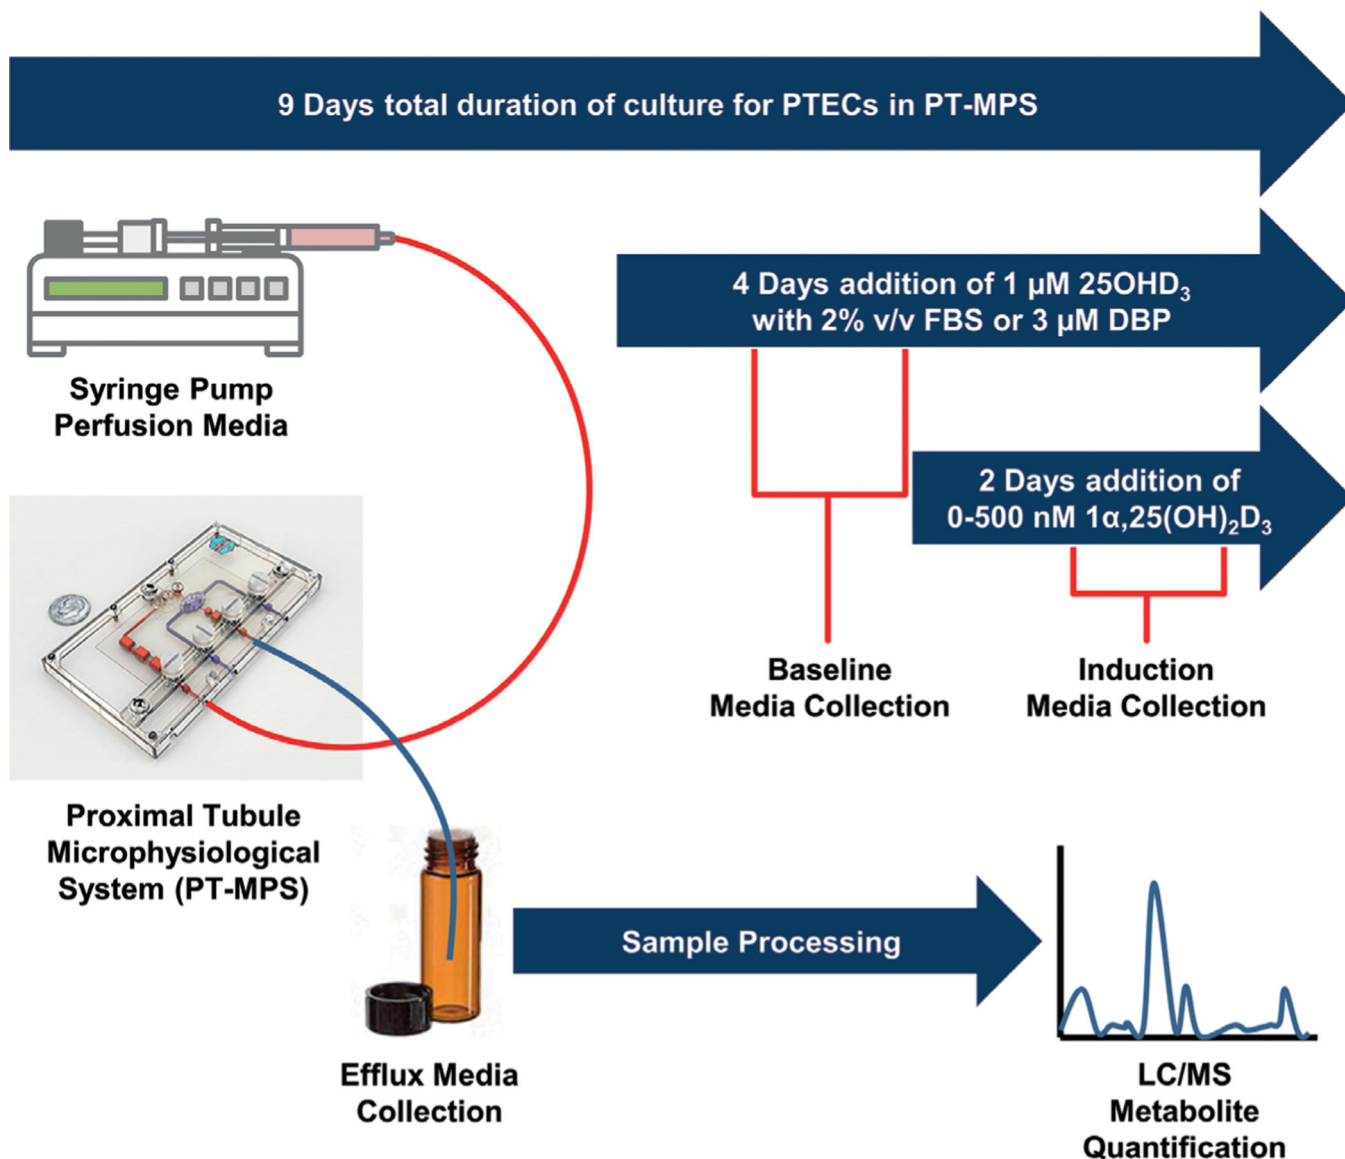 9 Days total duration of culture for PTECs in PT-MPS
4 Days addition of 1 µM 25OHD₃
with 2% v/v FBS or 3 µM DBP
Syringe Pump
Perfusion Media
2 Days addition of
0-500 nM 1α,25(OH)₂D₃
Baseline
Media Collection
Induction
Media Collection
Proximal Tubule
Microphysiological
System (PT-MPS)
Sample Processing
Efflux Media
Collection
LC/MS
Metabolite
Quantification